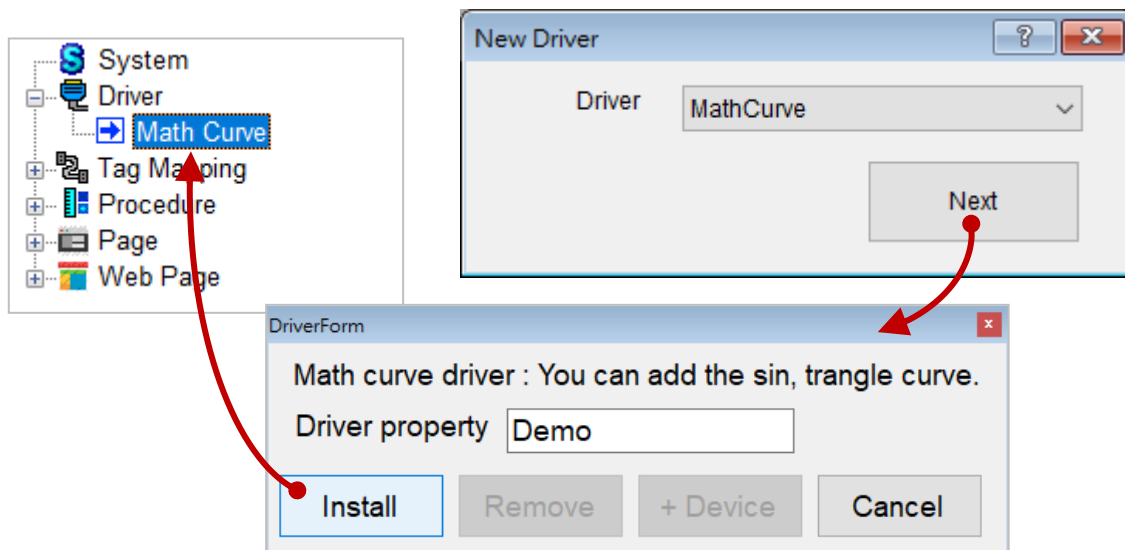 System
Driver
Math Curve
Tag Mapping
Procedure
Page
Web Page
New Driver
?
x
Driver MathCurve
Next
DriverForm
x
Math curve driver : You can add the sin, trangle curve.
Driver property Demo
Install Remove + Device Cancel